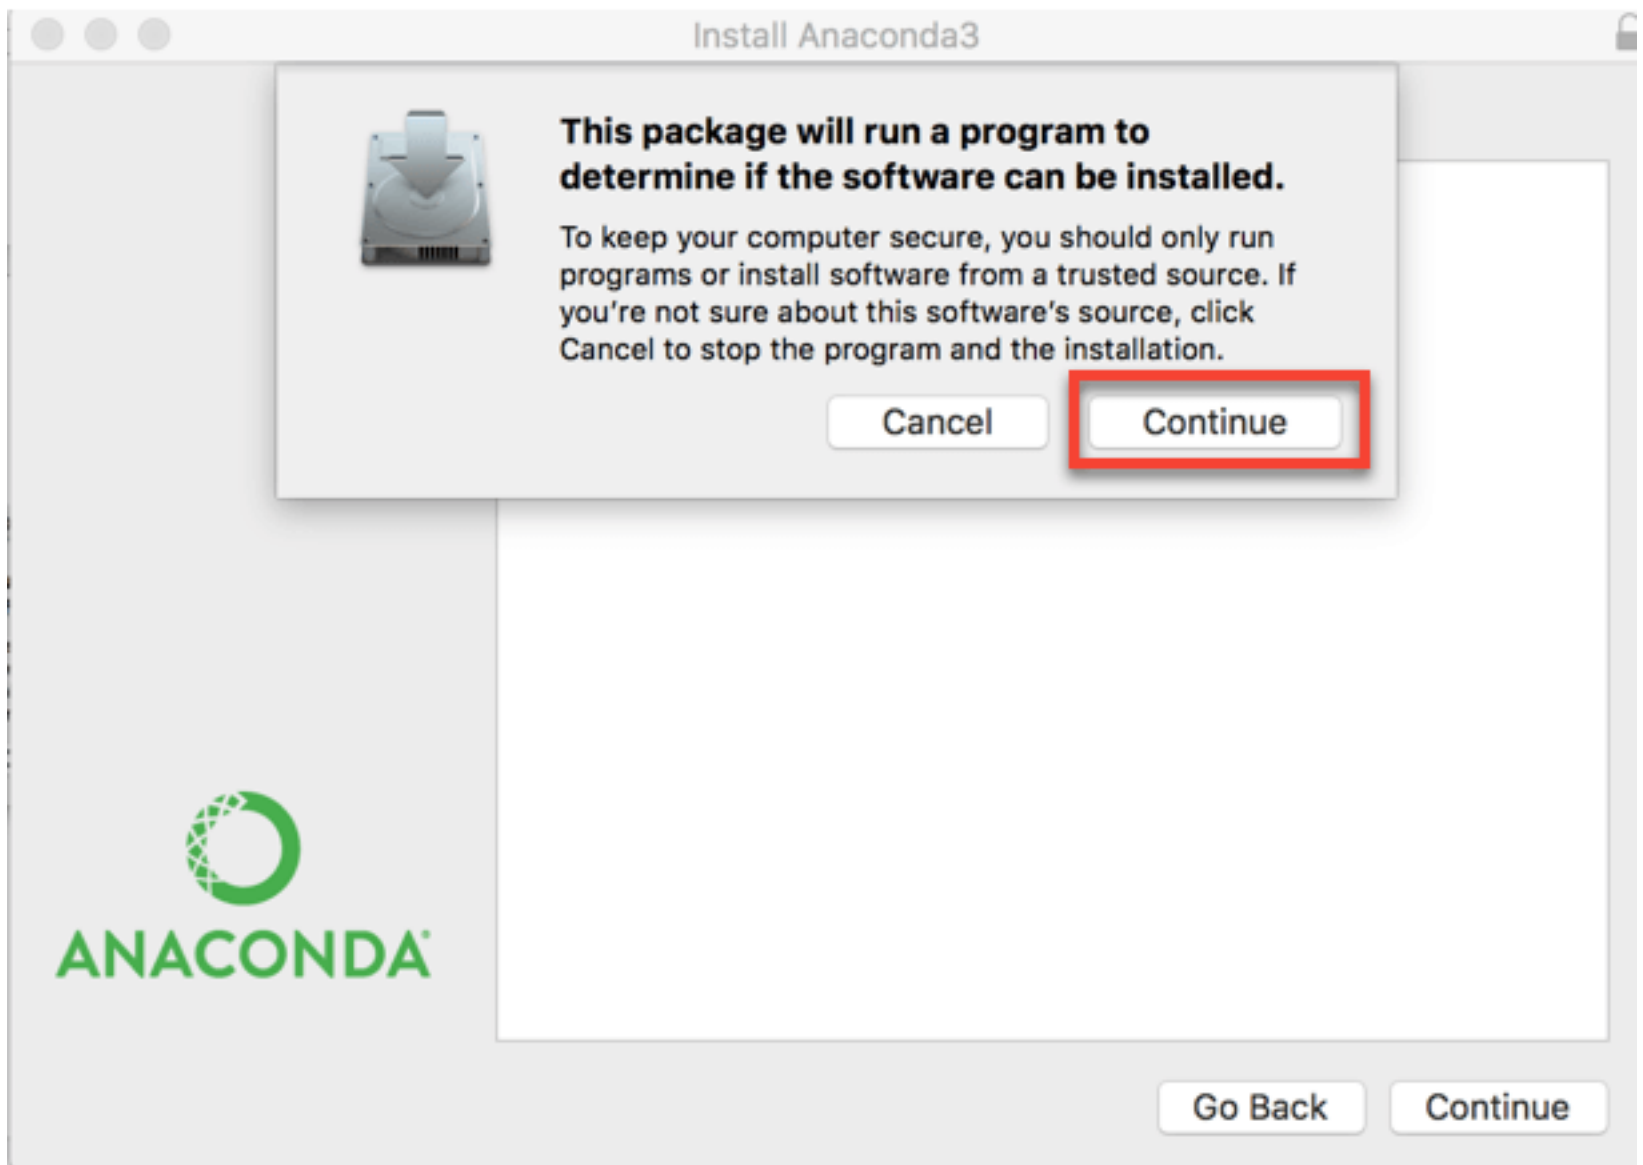 Install Anaconda3
This package will run a program to
determine if the software can be installed.
To keep your computer secure, you should only run
programs or install software from a trusted source. If
you're not sure about this software's source, click
Cancel to stop the program and the installation.
Cancel
Continue
ANACONDA
Go Back
Continue